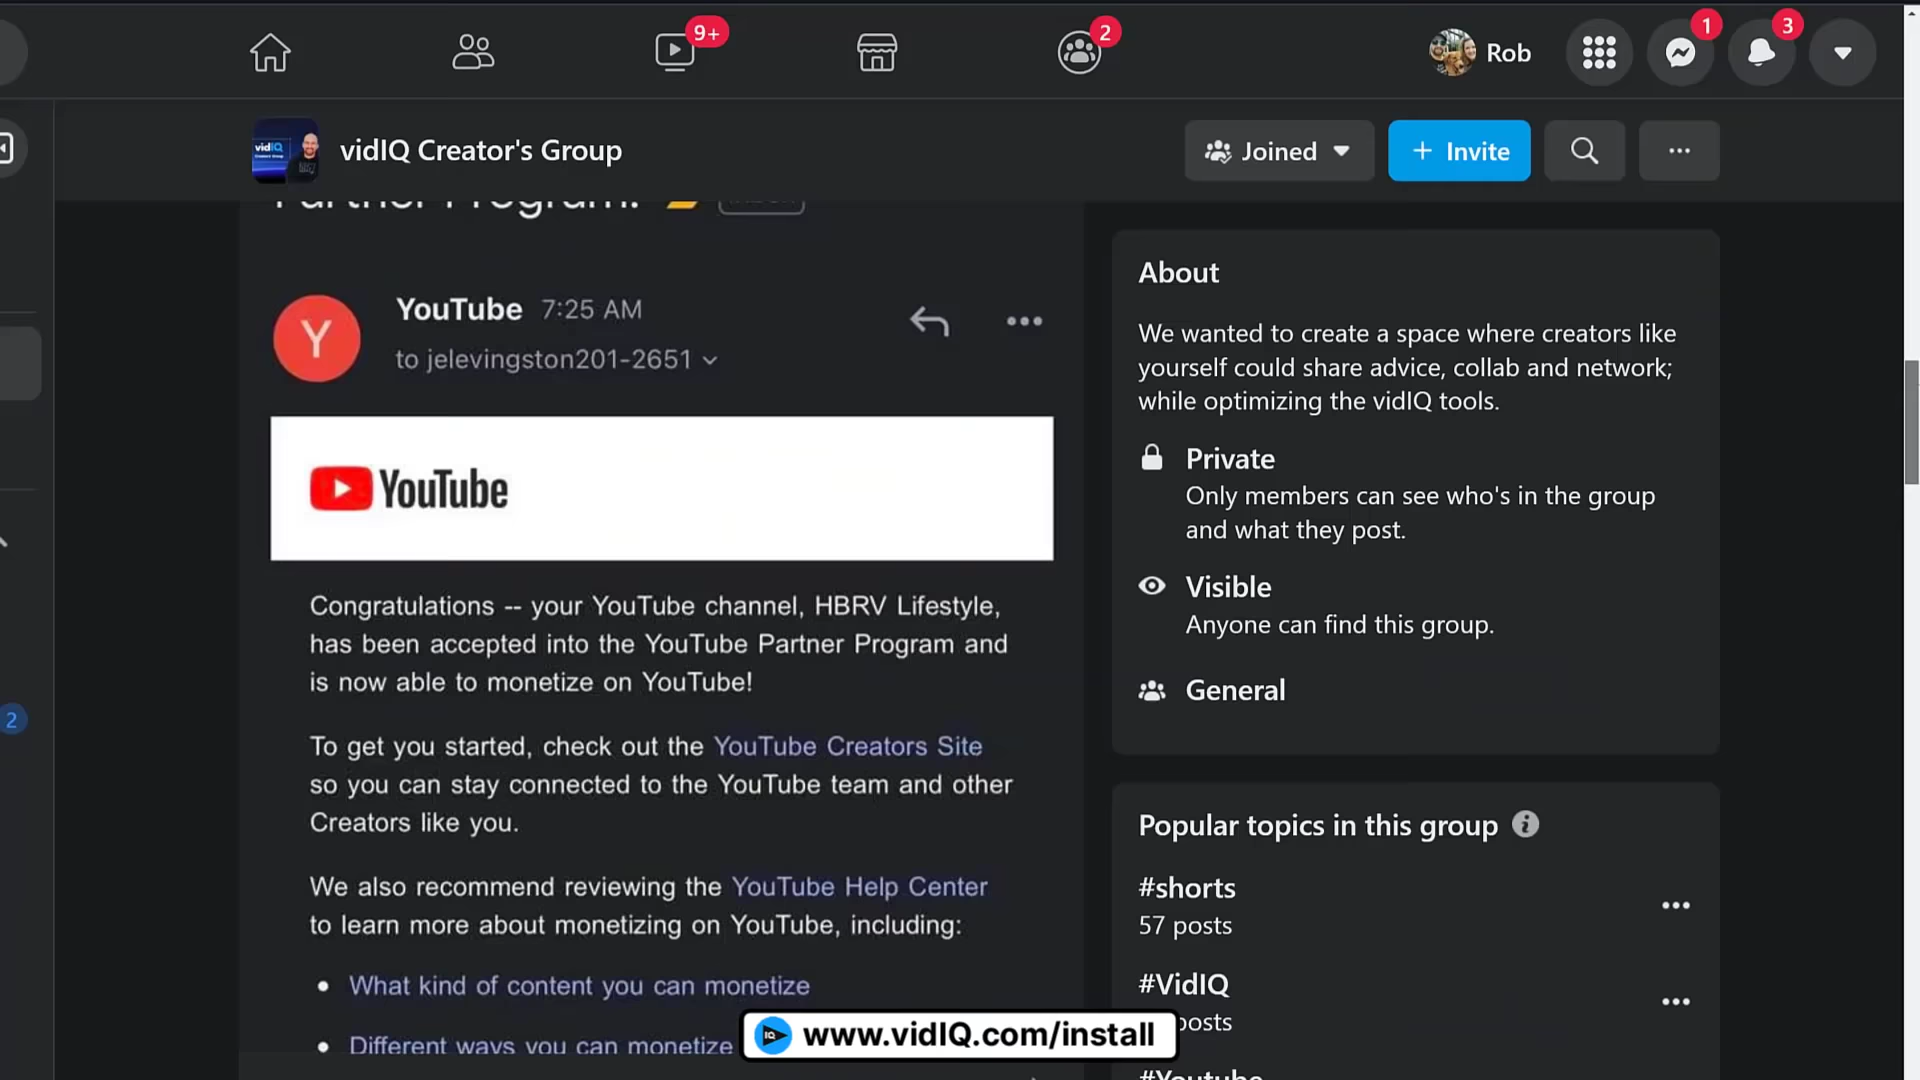 9+
2
Rob
1
3
vidIQ
vidIQ Creator's Group
Joined
+ Invite
Partner Program!
YouTube 7:25 AM
Y
to jelevingston201-2651
YouTube
Congratulations -- your YouTube channel, HBRV Lifestyle,
has been accepted into the YouTube Partner Program and
is now able to monetize on YouTube!
To get you started, check out the YouTube Creators Site
so you can stay connected to the YouTube team and other
Creators like you.
We also recommend reviewing the YouTube Help Center
to learn more about monetizing on YouTube, including:
• What kind of content you can monetize
• Different ways you can monetize
2
About
We wanted to create a space where creators like
yourself could share advice, collab and network;
while optimizing the vidIQ tools.
Private
Only members can see who's in the group
and what they post.
Visible
Anyone can find this group.
General
Popular topics in this group
#shorts
57 posts
#VidIQ
posts
#Youtube
IQ www.vidIQ.com/install